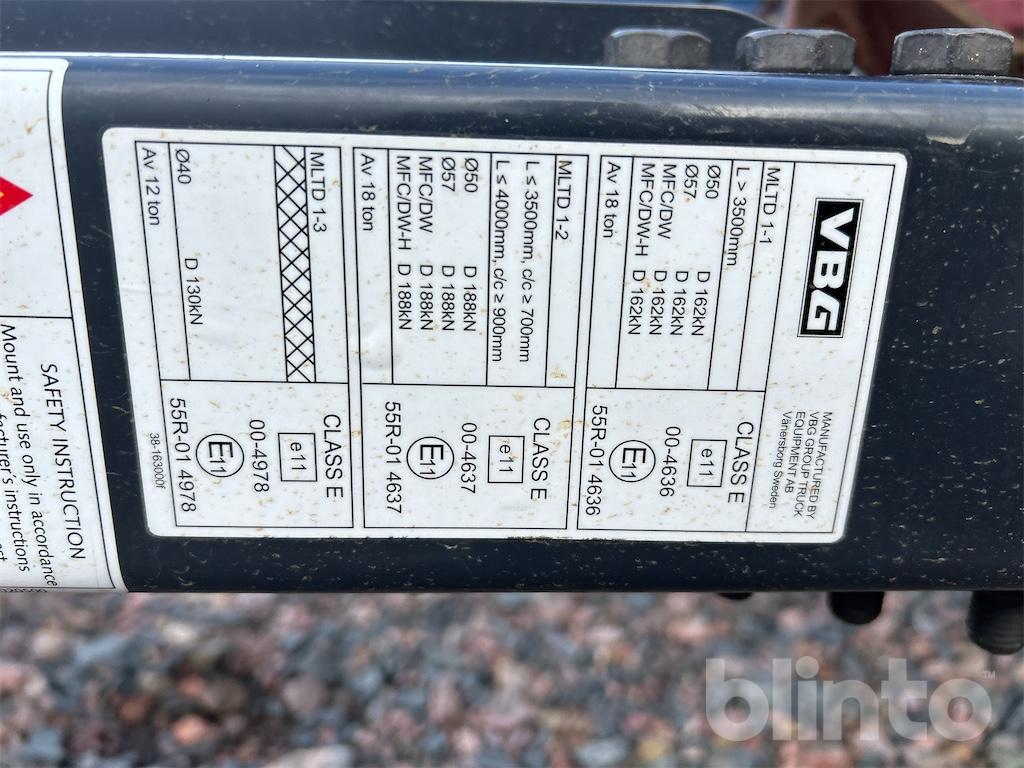 VBG
MANUFACTURED BY
VBG GROUP TRUCK
EQUIPMENT AB
Vänersborg Sweden
MLTD 1-1
L > 3500mm
Ø50 D 162kN
Ø57 D 162kN
MFC/DW D 162kN
MFC/DW-H D 162kN
Av 18 ton
CLASS E
e11
00-4636
E11
55R-01 4636
MLTD 1-2
L ≤ 3500mm, c/c ≥ 700mm
L ≤ 4000mm, c/c ≥ 900mm
Ø50 D 188kN
Ø57 D 188kN
MFC/DW D 188kN
MFC/DW-H D 188kN
Av 18 ton
CLASS E
e11
00-4637
E11
55R-01 4637
MLTD 1-3
Ø40 D 130kN
Av 12 ton
CLASS E
e11
00-4978
E11
55R-01 4978
38-163000f
SAFETY INSTRUCTION
Mount and use only in accordance
facturer's instructions
blinto™